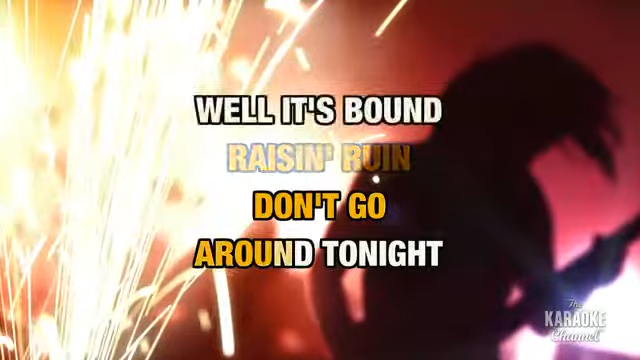 WELL IT'S BOUND
RAISIN' RUIN
DON'T GO
AROUND TONIGHT
The
KARAOKE
Channel